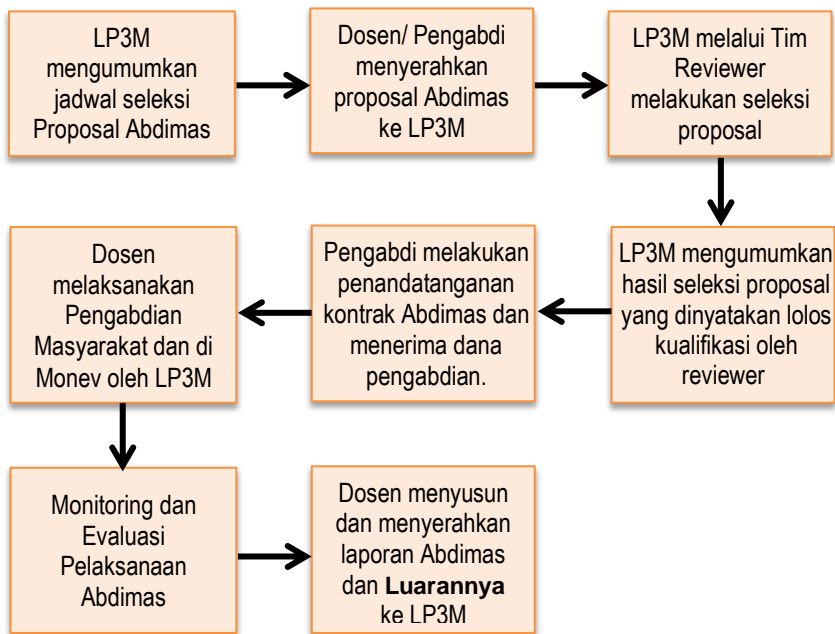 LP3M
mengumumkan
jadwal seleksi
Proposal Abdimas
Dosen/ Pengabdi
menyerahkan
proposal Abdimas
ke LP3M
LP3M melalui Tim
Reviewer
melakukan seleksi
proposal
LP3M mengumumkan
hasil seleksi proposal
yang dinyatakan lolos
kualifikasi oleh
reviewer
Pengabdi melakukan
penandatanganan
kontrak Abdimas dan
menerima dana
pengabdian.
Dosen
melaksanakan
Pengabdian
Masyarakat dan di
Monev oleh LP3M
Monitoring dan
Evaluasi
Pelaksanaan
Abdimas
Dosen menyusun
dan menyerahkan
laporan Abdimas
dan Luarannya
ke LP3M